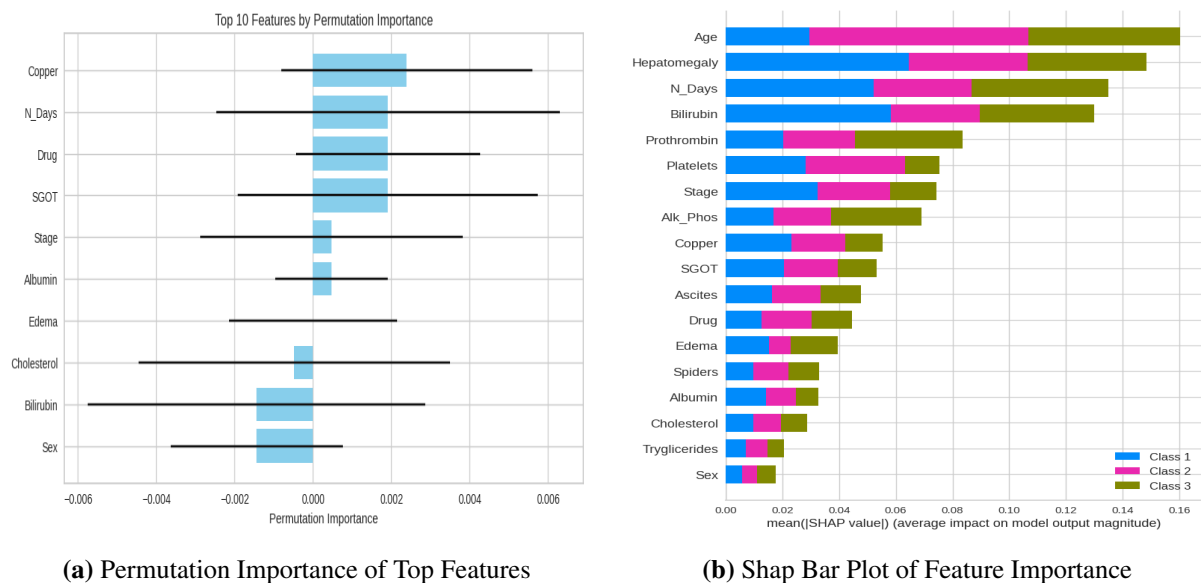 Top 10 Features by Permutation Importance
Copper
N_Days
Drug
SGOT
Stage
Albumin
Edema
Cholesterol
Bilirubin
Sex
−0.006 −0.004 −0.002 0.000 0.002 0.004 0.006
Permutation Importance
(a) Permutation Importance of Top Features
Age
Hepatomegaly
N_Days
Bilirubin
Prothrombin
Platelets
Stage
Alk_Phos
Copper
SGOT
Ascites
Drug
Edema
Spiders
Albumin
Cholesterol
Tryglicerides
Sex
Class 1
Class 2
Class 3
0.00 0.02 0.04 0.06 0.08 0.10 0.12 0.14 0.16
mean(|SHAP value|) (average impact on model output magnitude)
(b) Shap Bar Plot of Feature Importance